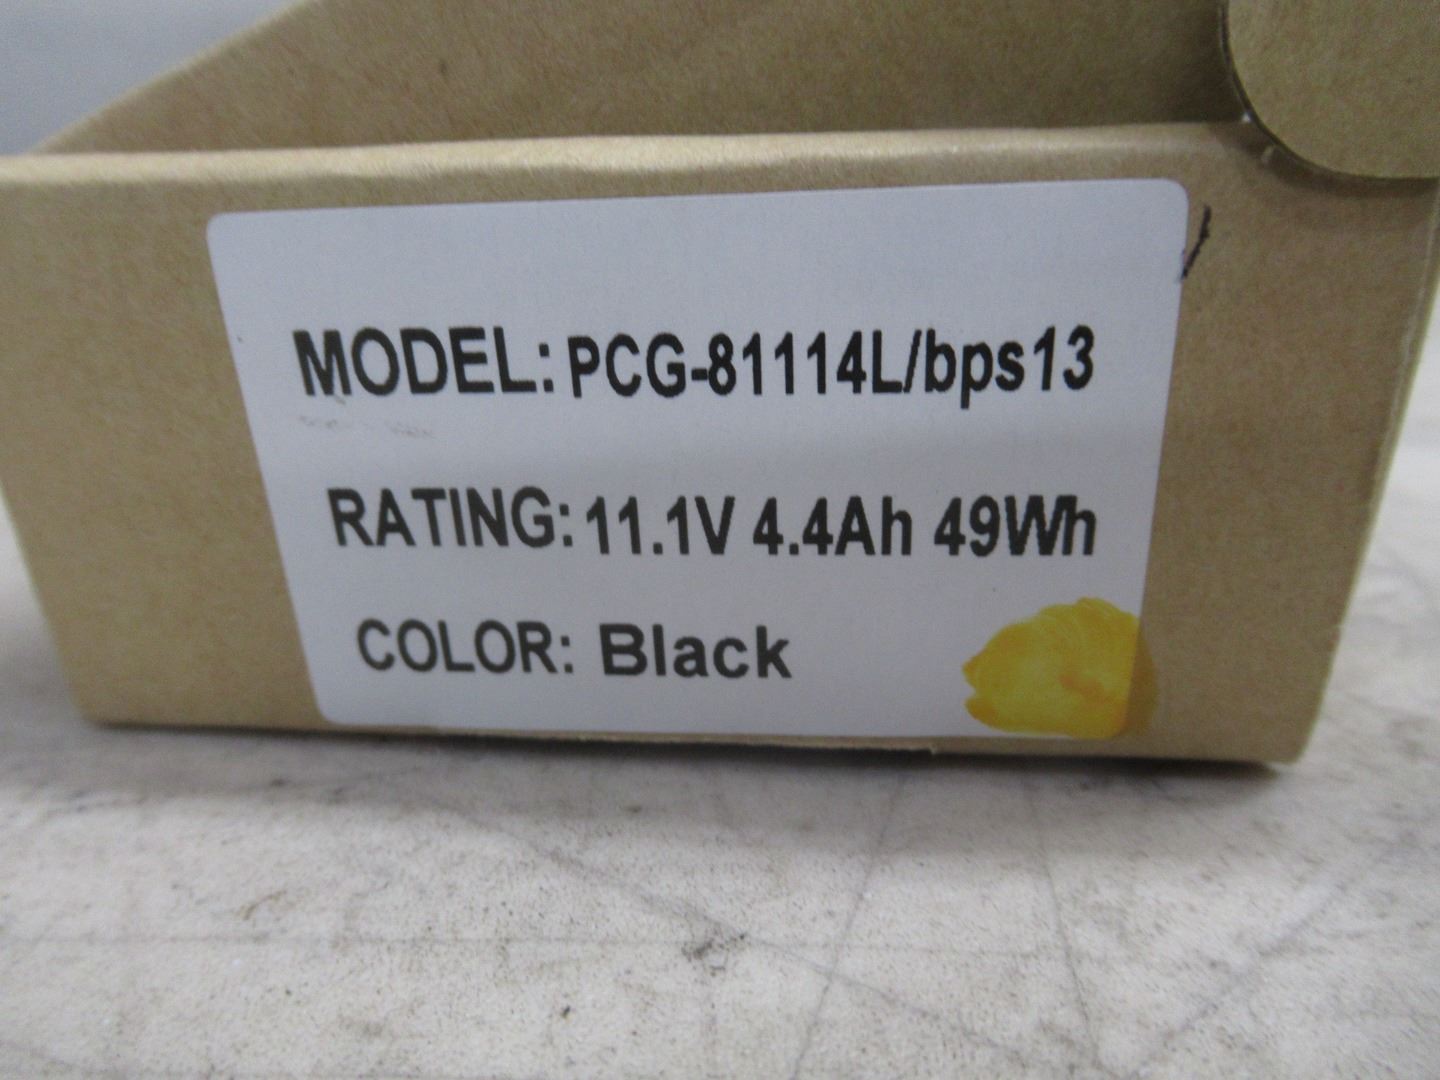 MODEL: PCG-81114L/bps13
RATING: 11.1V 4.4Ah 49Wh
COLOR: Black